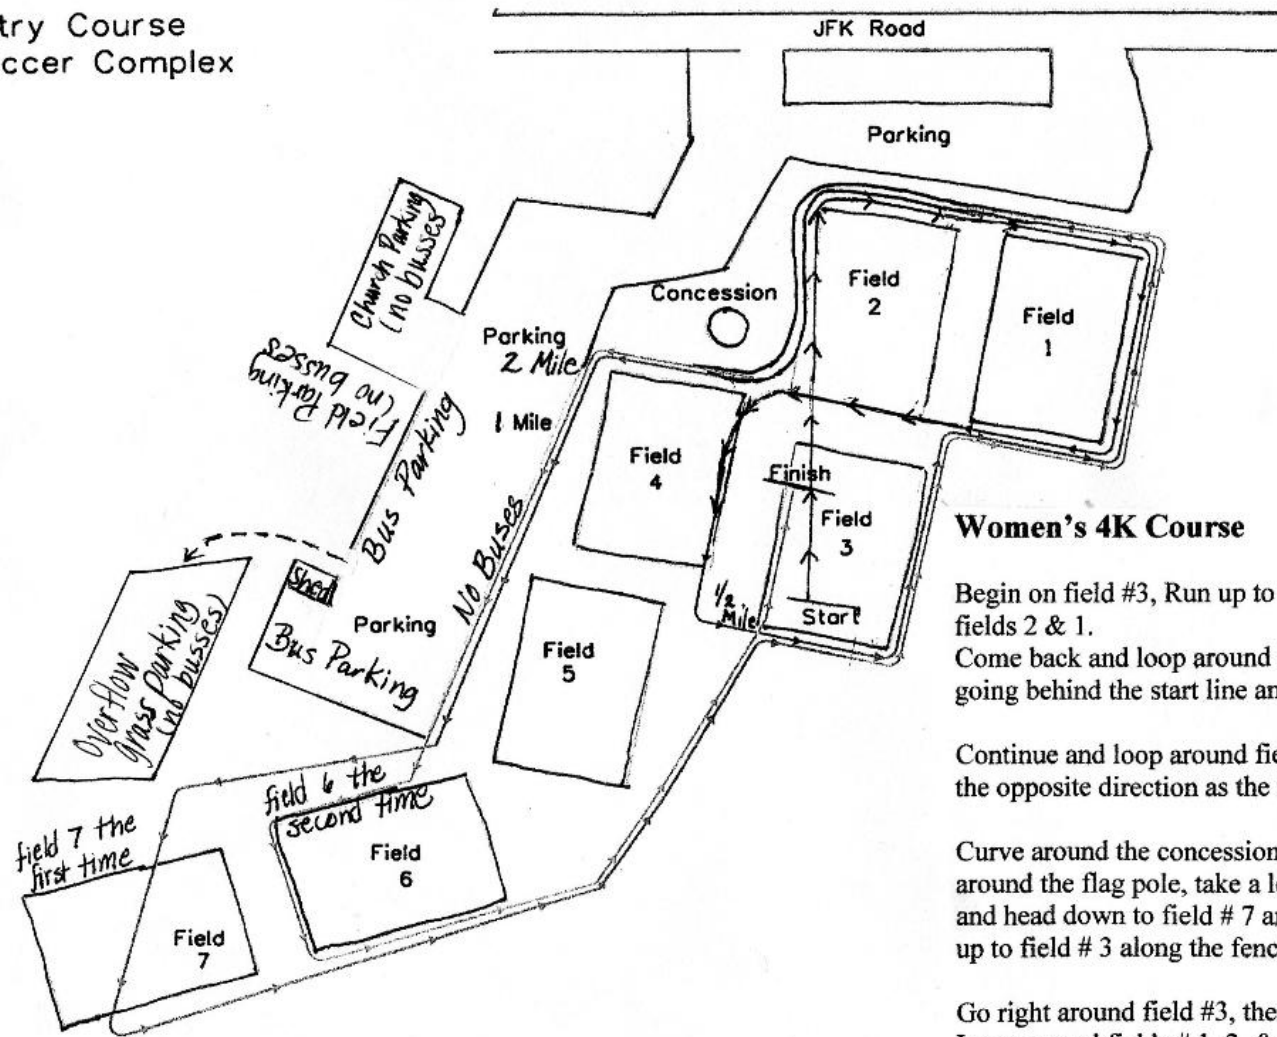 try Course
ccer Complex
JFK Road
Parking
Church Parking
(no busses
Field Parking
(no busses
Concession
Field
2
Field
1
Parking
2 Mile
1 Mile
Bus Parking
No Buses
Field
4
Finish
Field
3
Start
1/2
Mile
Shed
Parking
Bus Parking
Overflow
Grass Parking
(no busses)
Field
5
field 6 the
second time
Field
6
field 7 the
first time
Field
7
Women's 4K Course
Begin on field #3, Run up to
fields 2 & 1.
Come back and loop around
going behind the start line an
Continue and loop around fie
the opposite direction as the
Curve around the concession
around the flag pole, take a l
and head down to field # 7 a
up to field # 3 along the fenc
Go right around field #3, the